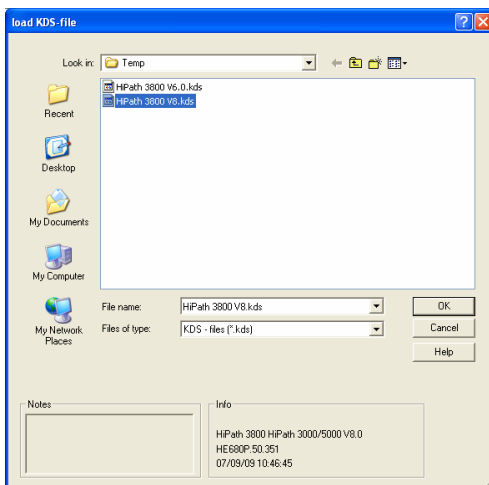 load KDS-file
Look in: Temp
HiPath 3800 V6.0.kds
HiPath 3800 V8.kds
Recent
Desktop
My Documents
My Computer
My Network Places
File name: HiPath 3800 V8.kds OK
Files of type: KDS - files (*.kds) Cancel
Help
Notes
Info
HiPath 3800 HiPath 3000/5000 V8.0
HE680P.50.351
07/09/09 10:46:45